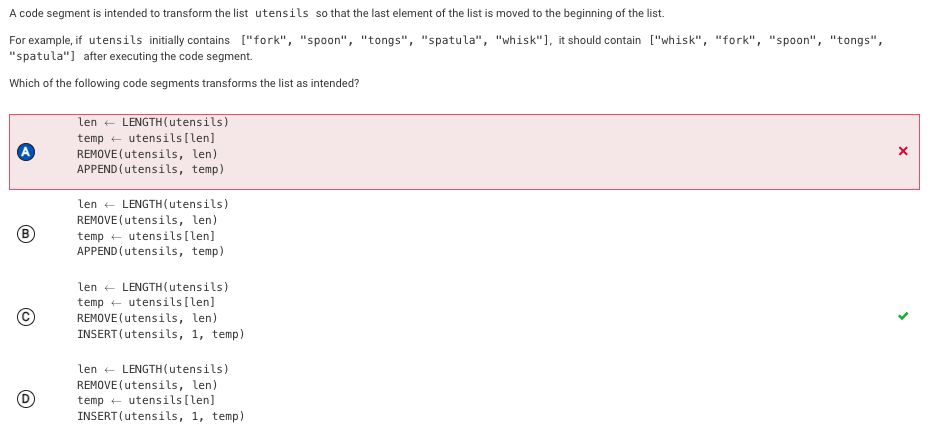 A code segment is intended to transform the list utensils so that the last element of the list is moved to the beginning of the list.
For example, if utensils initially contains ["fork", "spoon", "tongs", "spatula", "whisk"], it should contain ["whisk", "fork", "spoon", "tongs",
"spatula"] after executing the code segment.
Which of the following code segments transforms the list as intended?
A
len ← LENGTH(utensils)
temp ← utensils[len]
REMOVE(utensils, len)
APPEND(utensils, temp)
B
len ← LENGTH(utensils)
REMOVE(utensils, len)
temp ← utensils[len]
APPEND(utensils, temp)
C
len ← LENGTH(utensils)
temp ← utensils[len]
REMOVE(utensils, len)
INSERT(utensils, 1, temp)
D
len ← LENGTH(utensils)
REMOVE(utensils, len)
temp ← utensils[len]
INSERT(utensils, 1, temp)